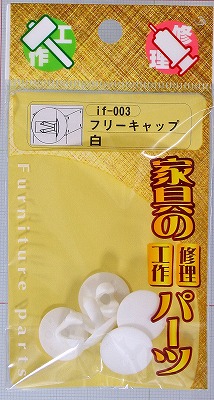 工作
修理
if-003
フリーキャップ
白
家具の
工作
修理
パーツ
Furniture parts